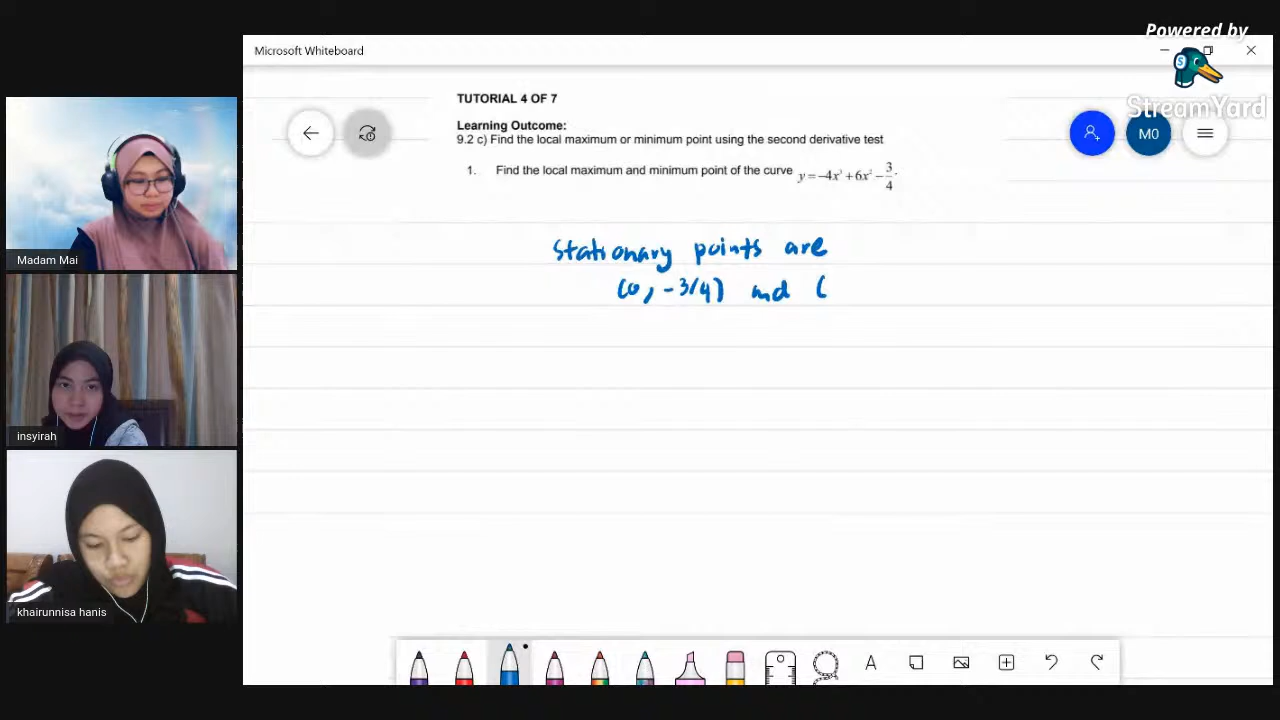 Powered by
StreamYard
Microsoft Whiteboard
TUTORIAL 4 OF 7
Learning Outcome:
9.2 c) Find the local maximum or minimum point using the second derivative test
1. Find the local maximum and minimum point of the curve y = -4x³ + 6x² - 3/4.
M0
stationary points are
(0, -3/4) and (
Madam Mai
insyirah
khairunnisa hanis
A